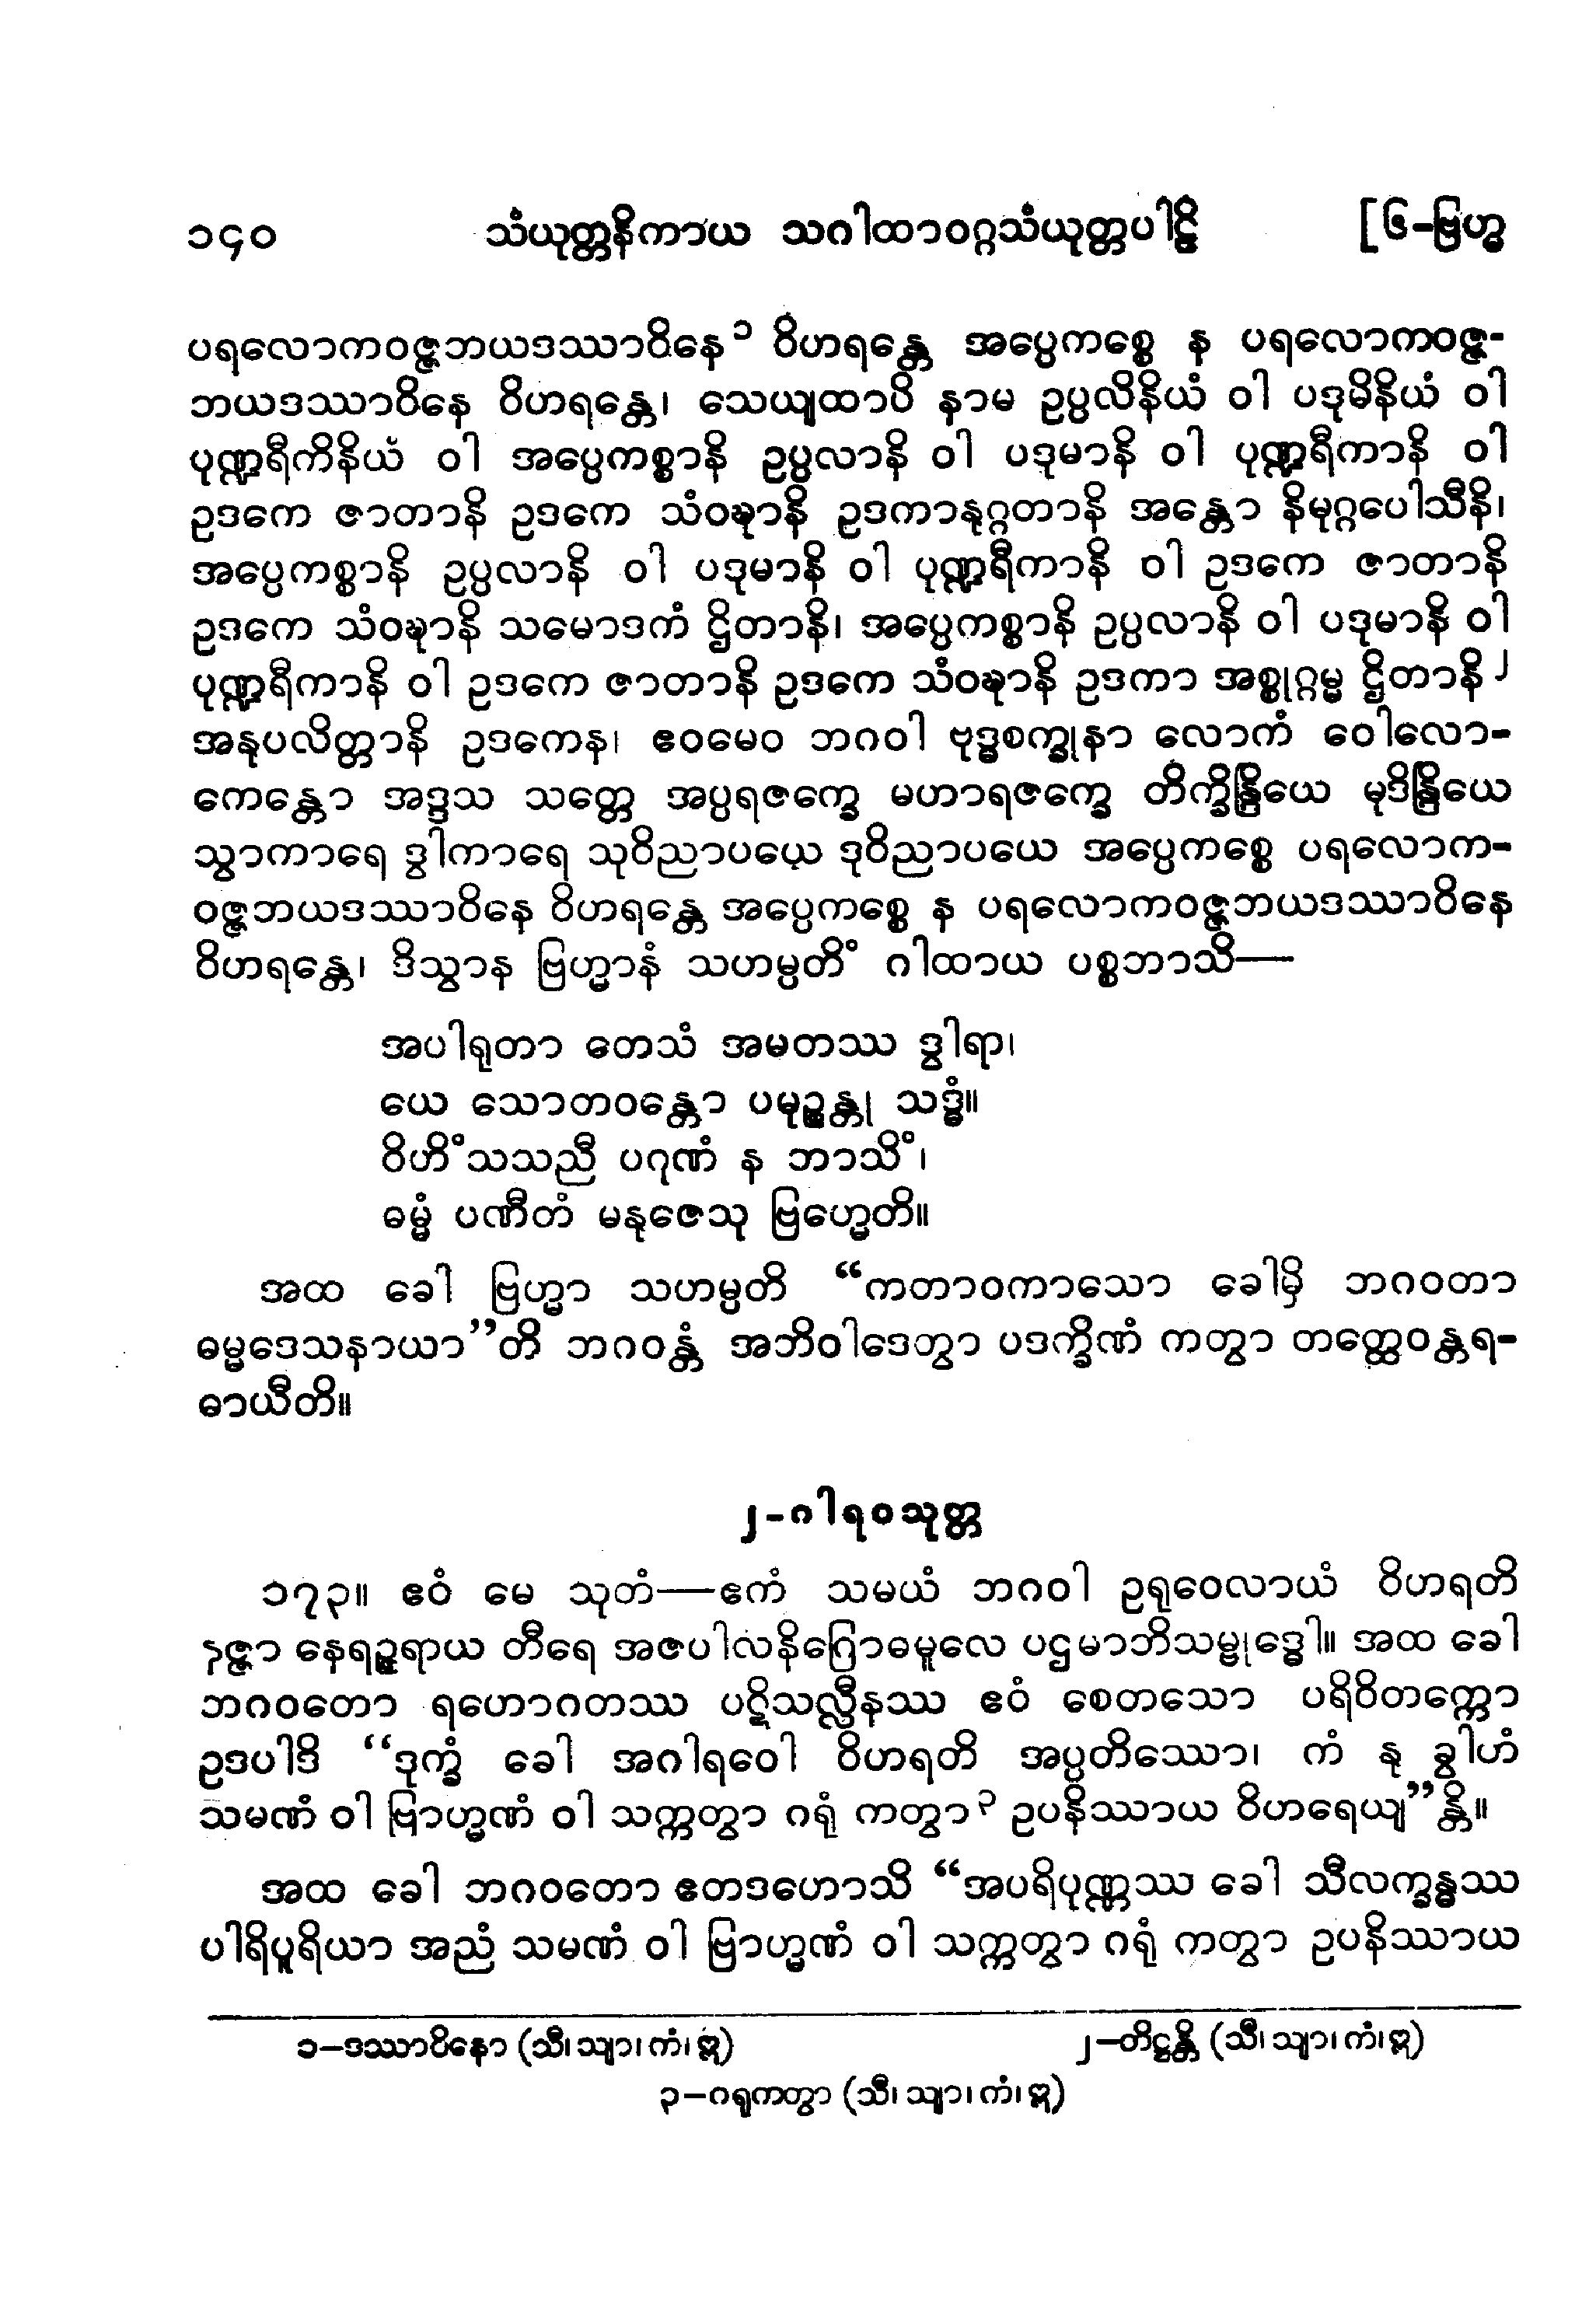 ၁၄၀ သံယုတ္တနိကာယ သဂါထာဝဂ္ဂသံယုတ္တပါဠိ [၆-ဗြဟ္မ
ပရလောကဝဇ္ဇဘယဒဿာဝိနေ၁ ဝိဟရန္တေ အပ္ပေကစ္စေ န ပရလောကဝဇ္ဇ-
ဘယဒဿာဝိနေ ဝိဟရန္တေ၊ သေယျထာပိ နာမ ဥပ္ပလိနိယံ ဝါ ပဒုမိနိယံ ဝါ
ပုဏ္ဍရီကိနိယံ ဝါ အပ္ပေကစ္စာနိ ဥပ္ပလာနိ ဝါ ပဒုမာနိ ဝါ ပုဏ္ဍရီကာနိ ဝါ
ဥဒကေ ဇာတာနိ ဥဒကေ သံဝဍ္ဎာနိ ဥဒကာနုဂ္ဂတာနိ အန္တော နိမုဂ္ဂပေါသီနိ၊
အပ္ပေကစ္စာနိ ဥပ္ပလာနိ ဝါ ပဒုမာနိ ဝါ ပုဏ္ဍရီကာနိ ဝါ ဥဒကေ ဇာတာနိ
ဥဒကေ သံဝဍ္ဎာနိ သမောဒကံ ဌိတာနိ၊ အပ္ပေကစ္စာနိ ဥပ္ပလာနိ ဝါ ပဒုမာနိ ဝါ
ပုဏ္ဍရီကာနိ ဝါ ဥဒကေ ဇာတာနိ ဥဒကေ သံဝဍ္ဎာနိ ဥဒကာ အစ္စုဂ္ဂမ္မ ဌိတာနိ၂
အနုပလိတ္တာနိ ဥဒကေန၊ ဧဝမေဝ ဘဂဝါ ဗုဒ္ဓစက္ခုနာ လောကံ ဝေါလော-
ကေန္တော အဒ္ဒသ သတ္တေ အပ္ပရဇက္ခေ မဟာရဇက္ခေ တိက္ခိန္ဒြိယေ မုဒိန္ဒြိယေ
သွာကာရေ ဒွါကာရေ သုဝိညာပယေ ဒုဝိညာပယေ အပ္ပေကစ္စေ ပရလောက-
ဝဇ္ဇဘယဒဿာဝိနေ ဝိဟရန္တေ အပ္ပေကစ္စေ န ပရလောကဝဇ္ဇဘယဒဿာဝိနေ
ဝိဟရန္တေ၊ ဒိသွာန ဗြဟ္မာနံ သဟမ္ပတိံ ဂါထာယ ပစ္စဘာသိ—
အပါရုတာ တေသံ အမတဿ ဒွါရာ၊
ယေ သောတဝန္တော ပမုဉ္စန္တု သဒ္ဓံ။
ဝိဟိံသသညီ ပဂုဏံ န ဘာသိံ၊
ဓမ္မံ ပဏီတံ မနုဇေသု ဗြဟ္မေတိ။
အထ ခေါ ဗြဟ္မာ သဟမ္ပတိ “ကတာဝကာသော ခေါမှိ ဘဂဝတာ
ဓမ္မဒေသနာယာ”တိ ဘဂဝန္တံ အဘိဝါဒေတွာ ပဒက္ခိဏံ ကတွာ တတ္ထေဝန္တရ-
ဓာယီတိ။
၂-ဂါရဝသုတ္တ
၁၇၃။ ဧဝံ မေ သုတံ—ဧကံ သမယံ ဘဂဝါ ဥရုဝေလာယံ ဝိဟရတိ
နဇ္ဇာ နေရဉ္ဇရာယ တီရေ အဇပါလနိဂြောဓမူလေ ပဌမာဘိသမ္ဗုဒ္ဓေါ။ အထ ခေါ
ဘဂဝတော ရဟောဂတဿ ပဋိသလ္လီနဿ ဧဝံ စေတသော ပရိဝိတက္ကော
ဥဒပါဒိ “ဒုက္ခံ ခေါ အဂါရဝေါ ဝိဟရတိ အပ္ပတိဿော၊ ကံ နု ခွါဟံ
သမဏံ ဝါ ဗြာဟ္မဏံ ဝါ သက္ကတွာ ဂရုံ ကတွာ၃ ဥပနိဿာယ ဝိဟရေယျ”န္တိ။
အထ ခေါ ဘဂဝတော ဧတဒဟောသိ “အပရိပုဏ္ဏဿ ခေါ သီလက္ခန္ဓဿ
ပါရိပူရိယာ အညံ သမဏံ ဝါ ဗြာဟ္မဏံ ဝါ သက္ကတွာ ဂရုံ ကတွာ ဥပနိဿာယ
၁-ဒဿာဝိနော (သီ၊ သျာ၊ ကံ၊ ဣ) ၂-တိဋ္ဌန္တိ (သီ၊ သျာ၊ ကံ၊ ဣ)
၃-ဂရုကတွာ (သီ၊ သျာ၊ ကံ၊ ဣ)